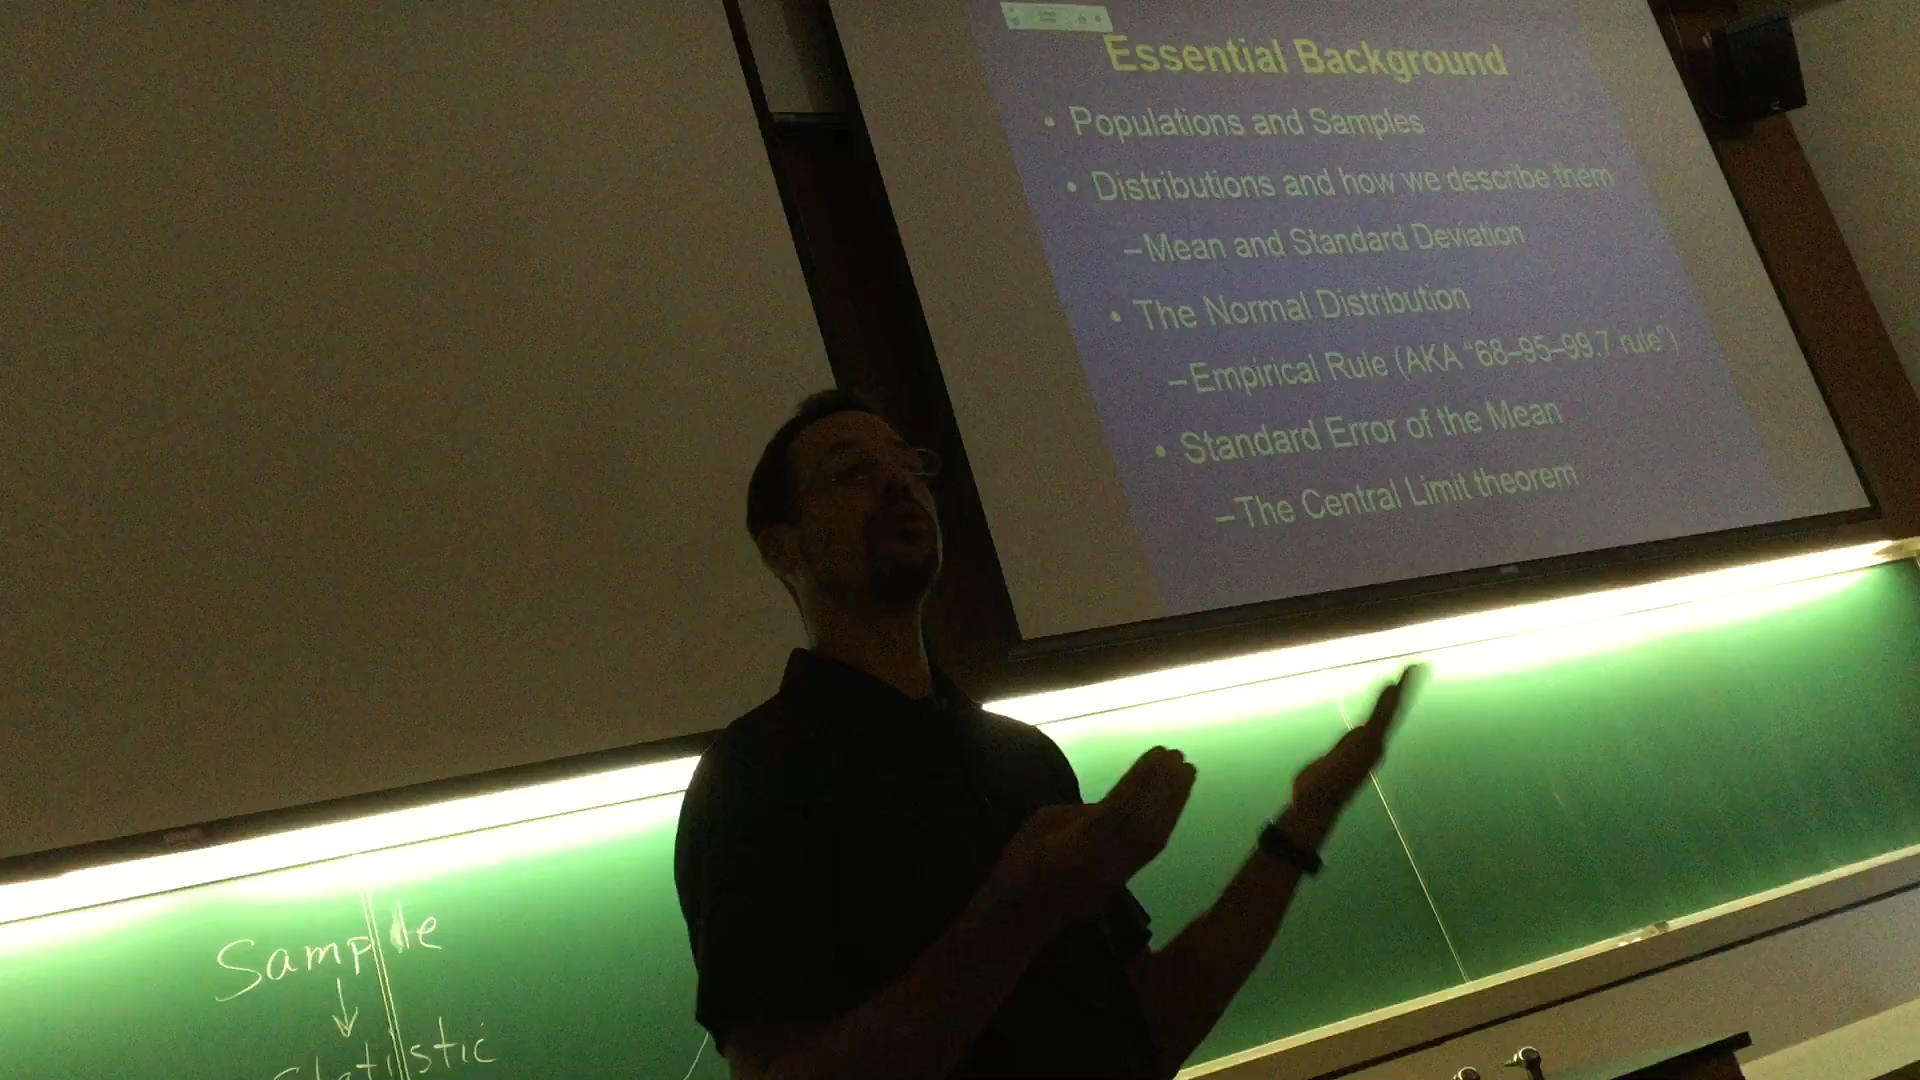 Essential Background
• Populations and Samples
• Distributions and how we describe them
–Mean and Standard Deviation
• The Normal Distribution
–Empirical Rule (AKA “68–95–99.7 rule”)
• Standard Error of the Mean
–The Central Limit theorem
Sample
↓
Statistic